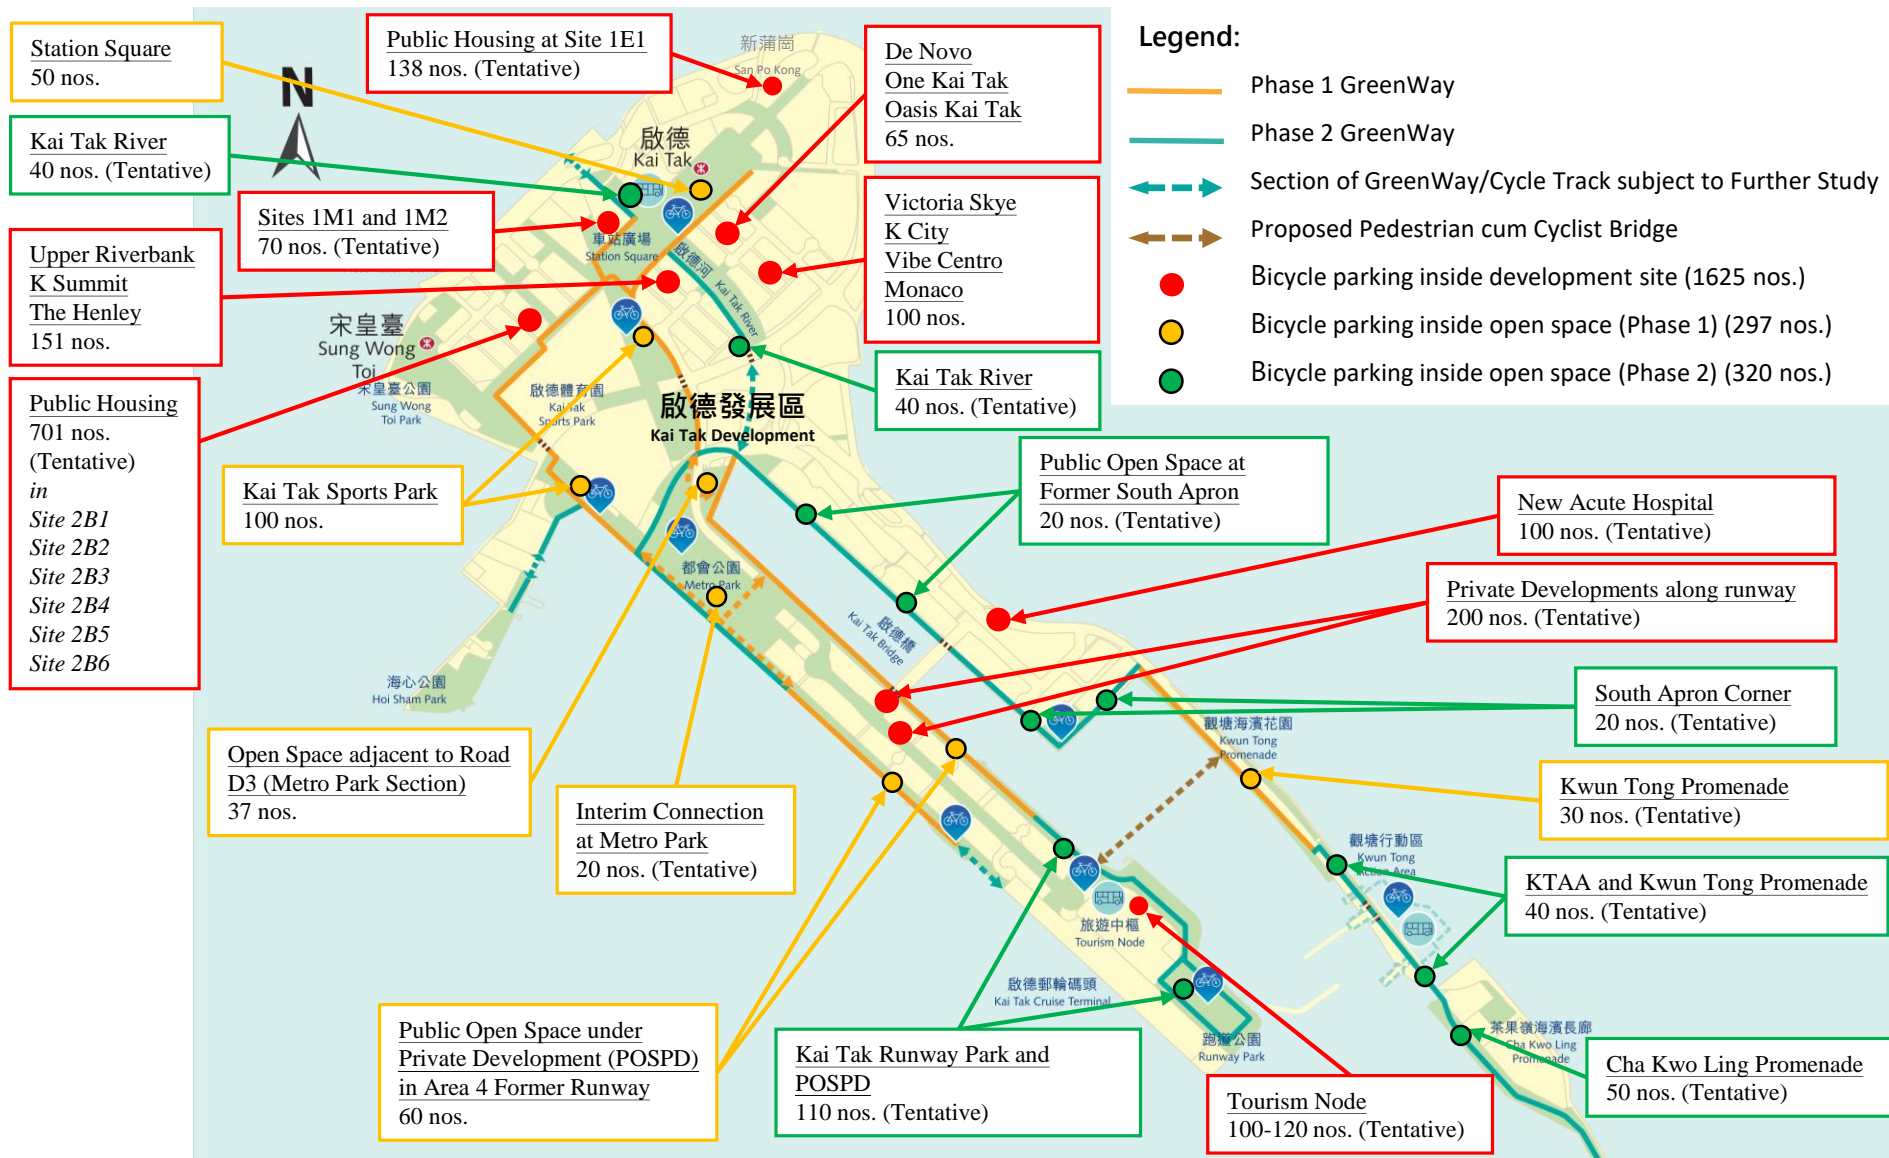 Station Square
50 nos.
Kai Tak River
40 nos. (Tentative)
N
Public Housing at Site 1E1
138 nos. (Tentative)
新蒲崗
San Po Kong
De Novo
One Kai Tak
Oasis Kai Tak
65 nos.
啟德
Kai Tak
Sites 1M1 and 1M2
70 nos. (Tentative)
Upper Riverbank
K Summit
The Henley
151 nos.
Victoria Skye
K City
Vibe Centro
Monaco
100 nos.
車站廣場
Station Square
啟德河
Kai Tak River
宋皇臺
Sung Wong
Toi
宋皇臺公園
Sung Wong
Toi Park
啟德體育園
Kai Tak
Sports Park
啟德發展區
Kai Tak Development
Kai Tak River
40 nos. (Tentative)
Public Housing
701 nos.
(Tentative)
in
Site 2B1
Site 2B2
Site 2B3
Site 2B4
Site 2B5
Site 2B6
Kai Tak Sports Park
100 nos.
Public Open Space at
Former South Apron
20 nos. (Tentative)
New Acute Hospital
100 nos. (Tentative)
Private Developments along runway
200 nos. (Tentative)
都會公園
Metro Park
啟德橋
Kai Tak Bridge
海心公園
Hoi Sham Park
South Apron Corner
20 nos. (Tentative)
觀塘海濱花園
Kwun Tong
Promenade
Open Space adjacent to Road
D3 (Metro Park Section)
37 nos.
Interim Connection
at Metro Park
20 nos. (Tentative)
Kwun Tong Promenade
30 nos. (Tentative)
觀塘行動區
Kwun Tong
Action Area
KTAA and Kwun Tong Promenade
40 nos. (Tentative)
旅遊中樞
Tourism Node
啟德郵輪碼頭
Kai Tak Cruise Terminal
跑道公園
Runway Park
茶果嶺海濱長廊
Cha Kwo Ling
Promenade
Public Open Space under
Private Development (POSPD)
in Area 4 Former Runway
60 nos.
Kai Tak Runway Park and
POSPD
110 nos. (Tentative)
Tourism Node
100-120 nos. (Tentative)
Cha Kwo Ling Promenade
50 nos. (Tentative)
Legend:
Phase 1 GreenWay
Phase 2 GreenWay
Section of GreenWay/Cycle Track subject to Further Study
Proposed Pedestrian cum Cyclist Bridge
Bicycle parking inside development site (1625 nos.)
Bicycle parking inside open space (Phase 1) (297 nos.)
Bicycle parking inside open space (Phase 2) (320 nos.)